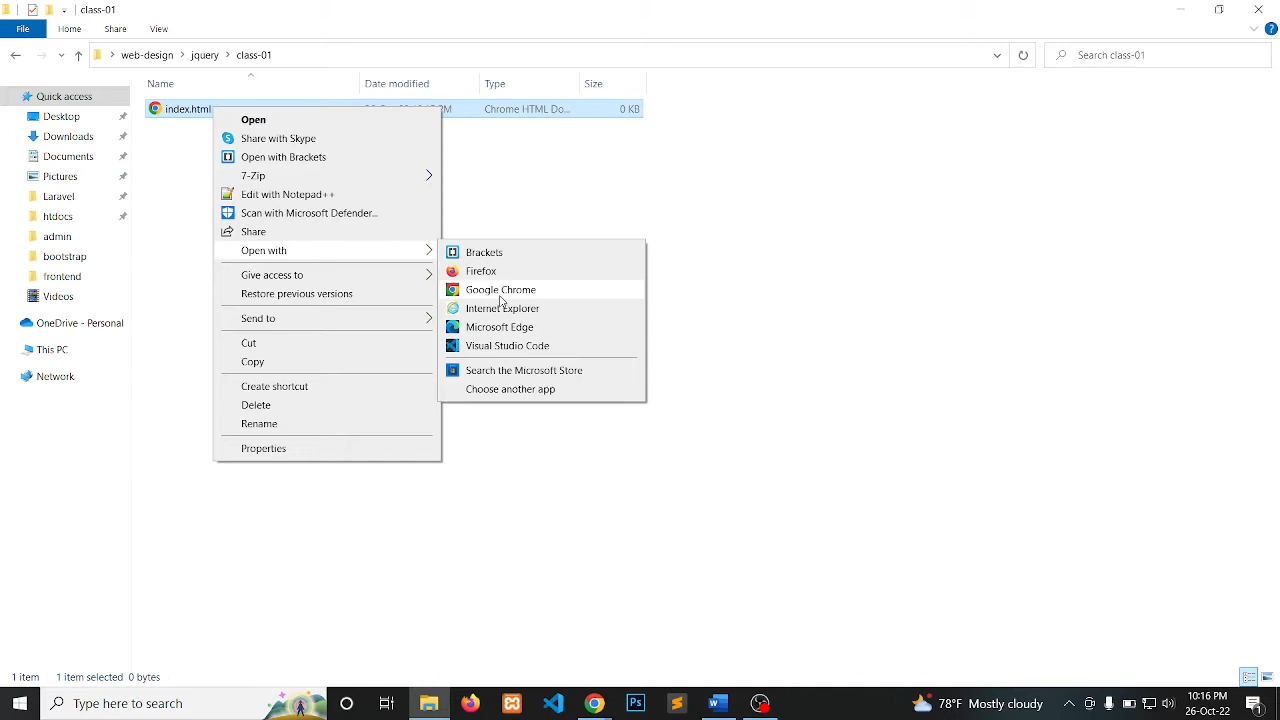 class-01
File Home Share View
web-design jquery class-01
Search class-01
Name Date modified Type Size
Quick access
index.html Chrome HTML Do... 0 KB
Desktop
Downloads
Documents
Pictures
Laravel
htdocs
admin
bootstrap
frontend
Videos
OneDrive - Personal
This PC
Network
Open
Share with Skype
Open with Brackets
7-Zip
Edit with Notepad++
Scan with Microsoft Defender...
Share
Open with
Give access to
Restore previous versions
Send to
Cut
Copy
Create shortcut
Delete
Rename
Properties
Brackets
Firefox
Google Chrome
Internet Explorer
Microsoft Edge
Visual Studio Code
Search the Microsoft Store
Choose another app
1 item 1 item selected 0 bytes
Type here to search
Ps
78°F Mostly cloudy
10:16 PM
26-Oct-22